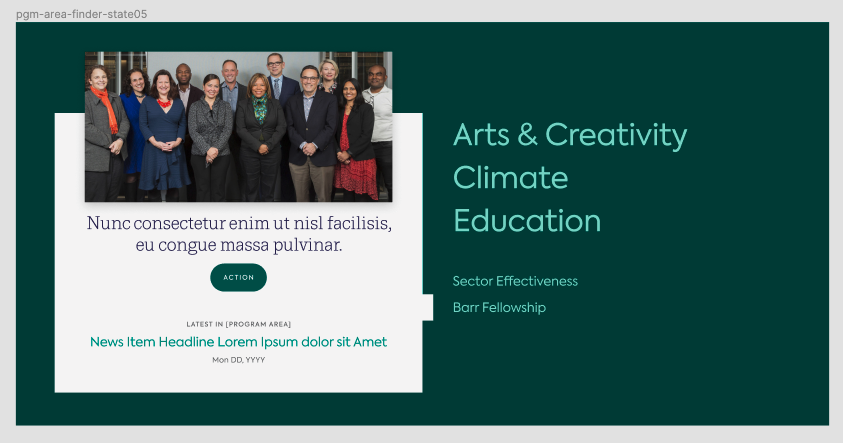 pgm-area-finder-state05
Nunc consectetur enim ut nisl facilisis,
eu congue massa pulvinar.
ACTION
LATEST IN [PROGRAM AREA]
News Item Headline Lorem Ipsum dolor sit Amet
Mon DD, YYYY
Arts & Creativity
Climate
Education
Sector Effectiveness
Barr Fellowship